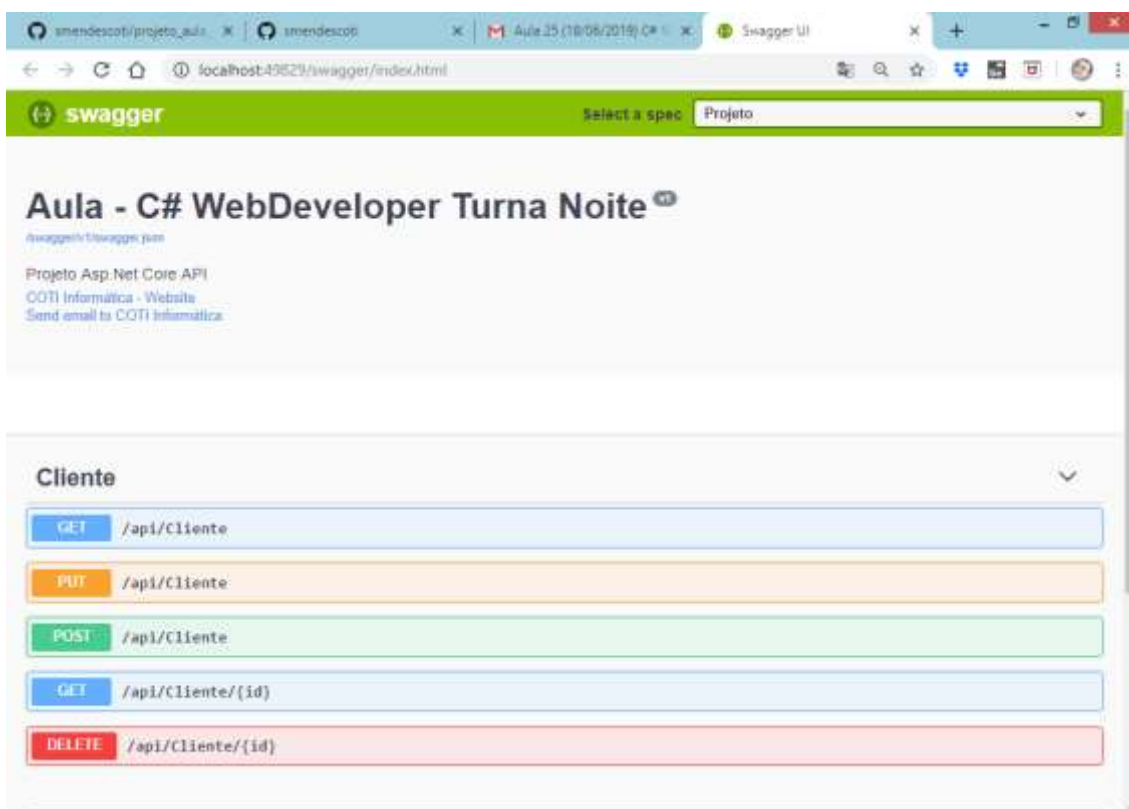 smendescoti/projeto_aula
smendescoti
Aula 25 (18/06/2019) C#
Swagger UI
localhost:49829/swagger/index.html
swagger
Select a spec
Projeto
Aula - C# WebDeveloper Turna Noite v1
/swagger/v1/swagger.json
Projeto Asp.Net Core API
COTI Informática - Website
Send email to COTI Informática
Cliente
GET /api/Cliente
PUT /api/Cliente
POST /api/Cliente
GET /api/Cliente/{id}
DELETE /api/Cliente/{id}